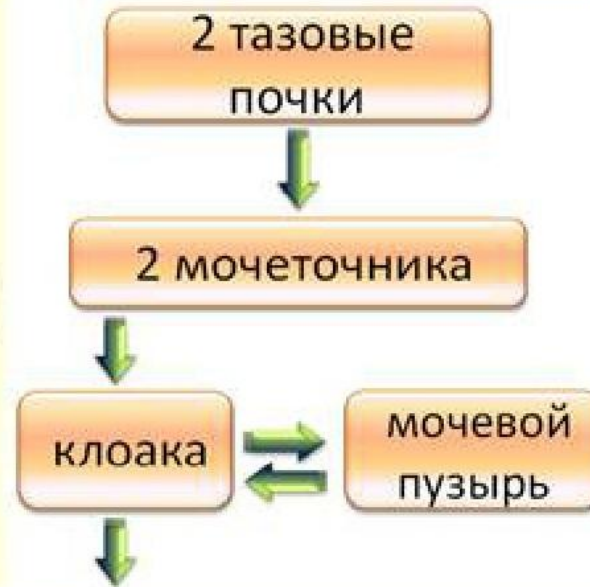 2 тазовые
почки
2 мочеточника
клоака
мочевой
пузырь